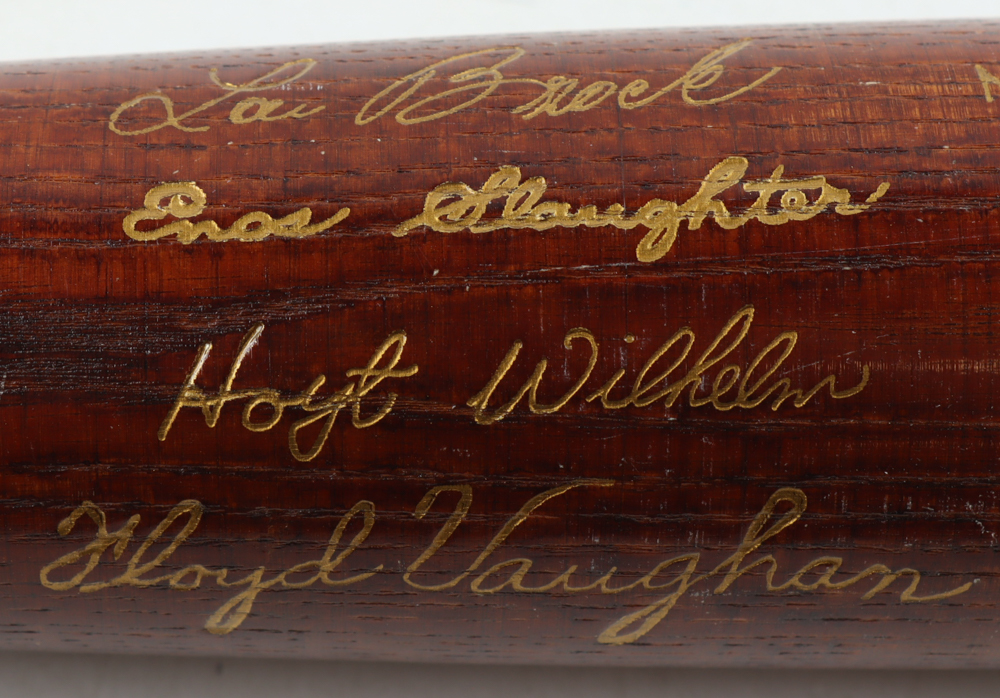 Lou Brock
Enos Slaughter
Hoyt Wilhelm
Floyd Vaughan